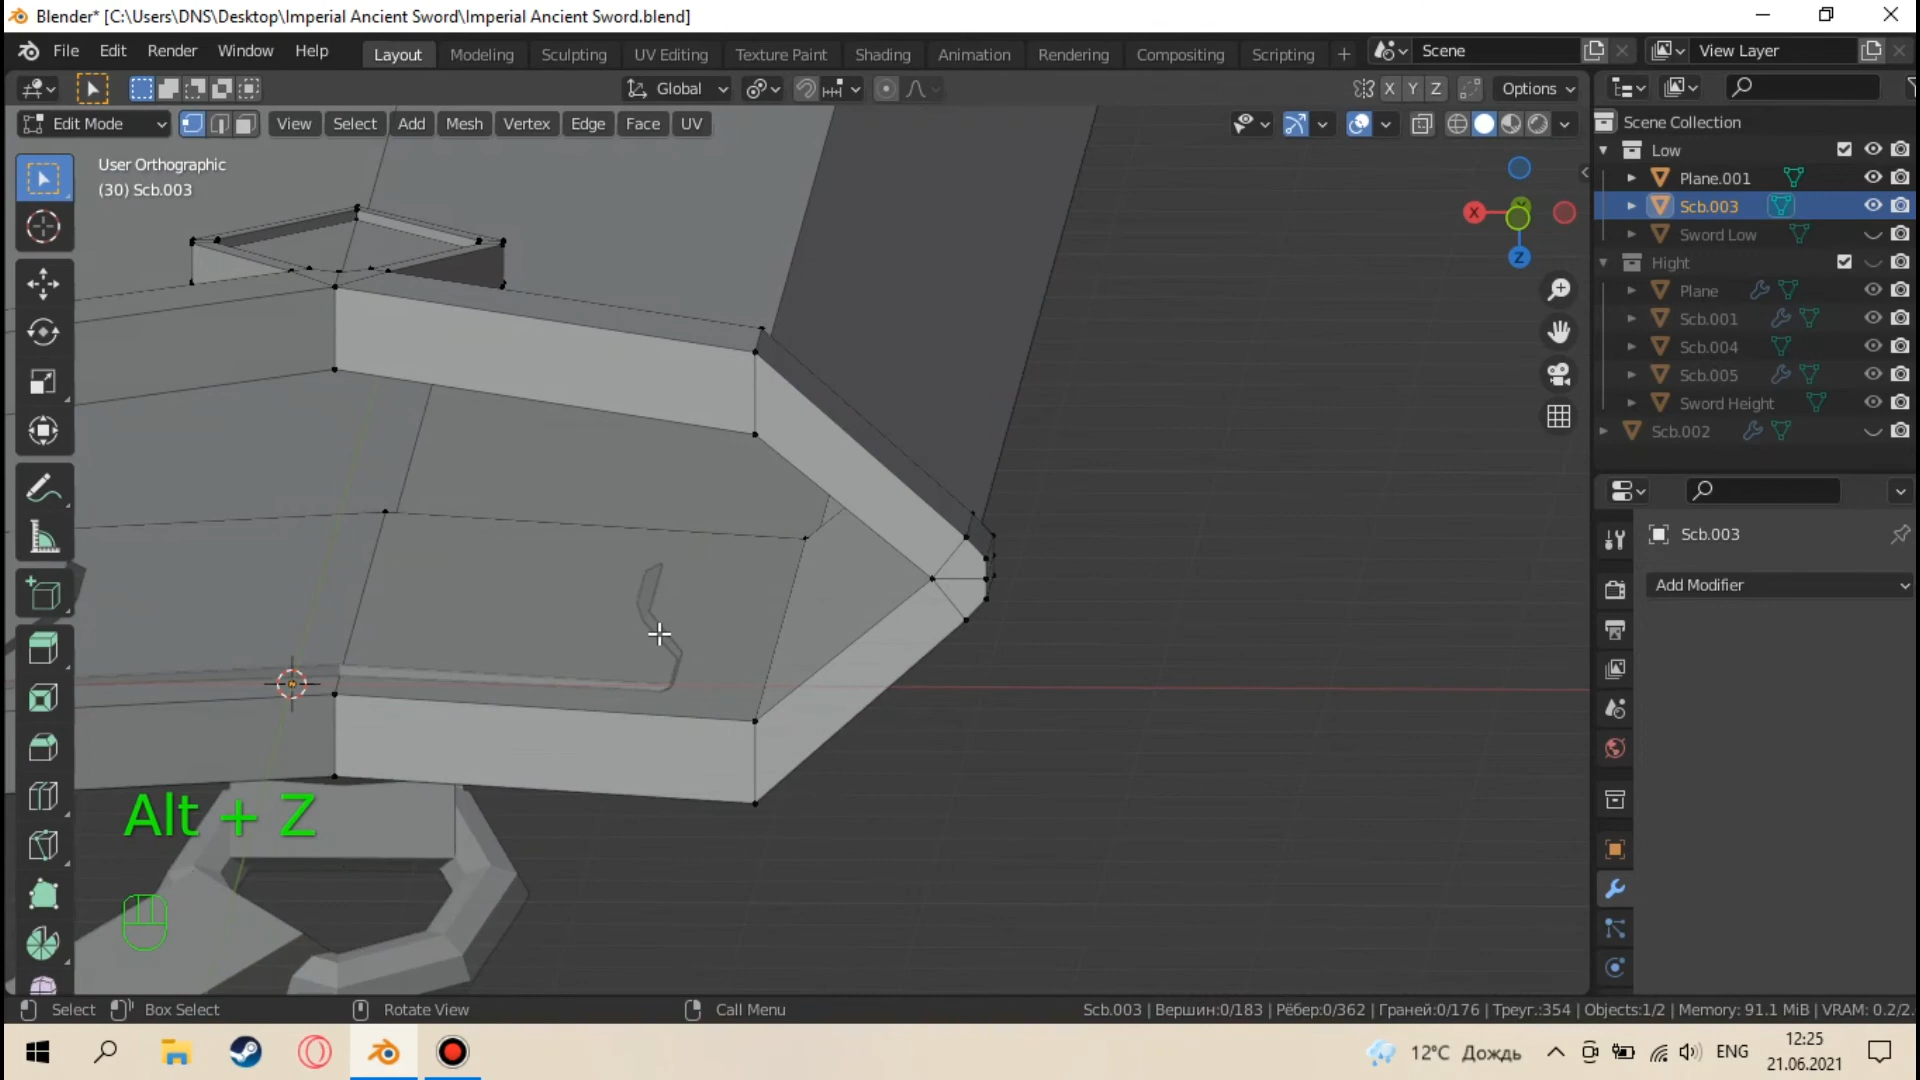 Blender* [C:\Users\DNS\Desktop\Imperial Ancient Sword\Imperial Ancient Sword.blend]
File Edit Render Window Help Layout Modeling Sculpting UV Editing Texture Paint Shading Animation Rendering Compositing Scripting + Scene View Layer
Global X Y Z Options
Edit Mode View Select Add Mesh Vertex Edge Face UV
Scene Collection
User Orthographic
(30) Scb.003
Low
Plane.001
Scb.003
Sword Low
Hight
Plane
Scb.001
Scb.004
Scb.005
Sword Height
Scb.002
X
Z
Scb.003
Add Modifier
Alt + Z
Select Box Select Rotate View Call Menu Scb.003 | Вершин:0/183 | Рёбер:0/362 | Граней:0/176 | Треуг.:354 | Objects:1/2 | Memory: 91.1 MiB | VRAM: 0.2/2.
12°C Дождь ENG 12:25
21.06.2021